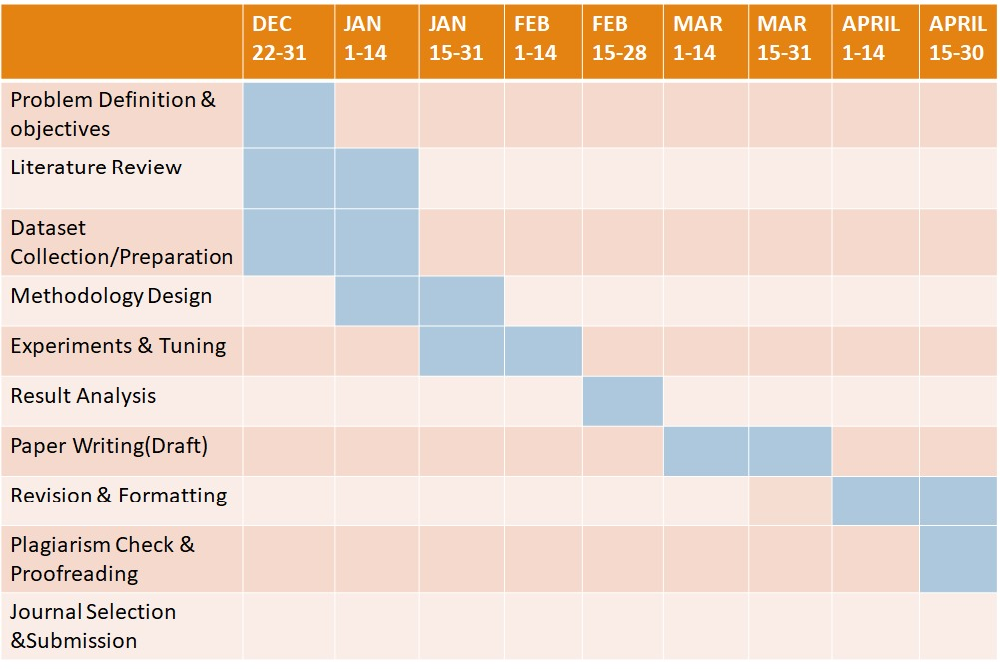 DEC JAN JAN FEB FEB MAR MAR APRIL APRIL
22-31 1-14 15-31 1-14 15-28 1-14 15-31 1-14 15-30
Problem Definition &
objectives
Literature Review
Dataset
Collection/Preparation
Methodology Design
Experiments & Tuning
Result Analysis
Paper Writing(Draft)
Revision & Formatting
Plagiarism Check &
Proofreading
Journal Selection
&Submission